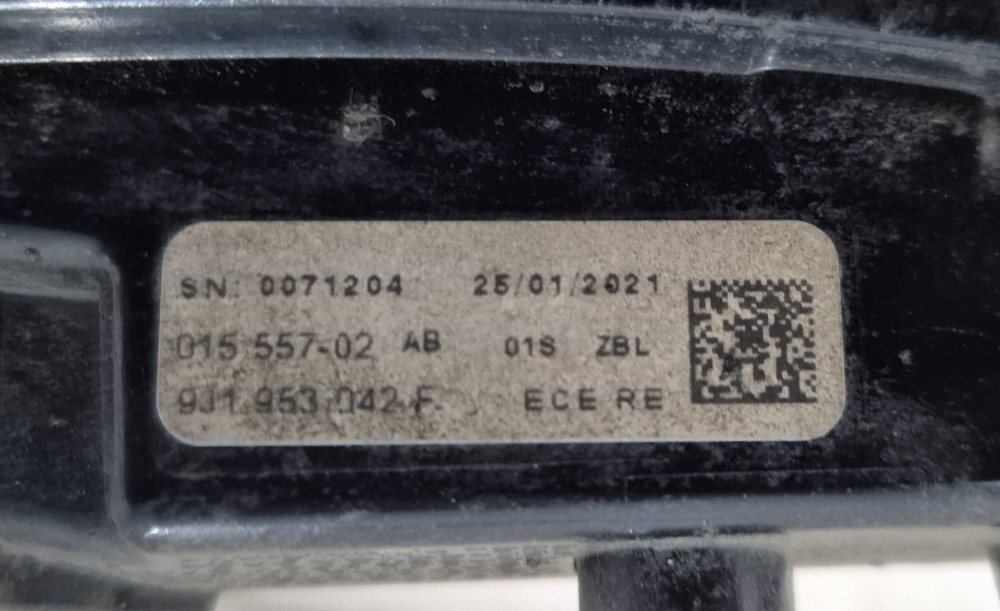 SN: 0071204 25/01/2021
015 557-02 AB 01S ZBL
9J1.953.042-F. ECE RE